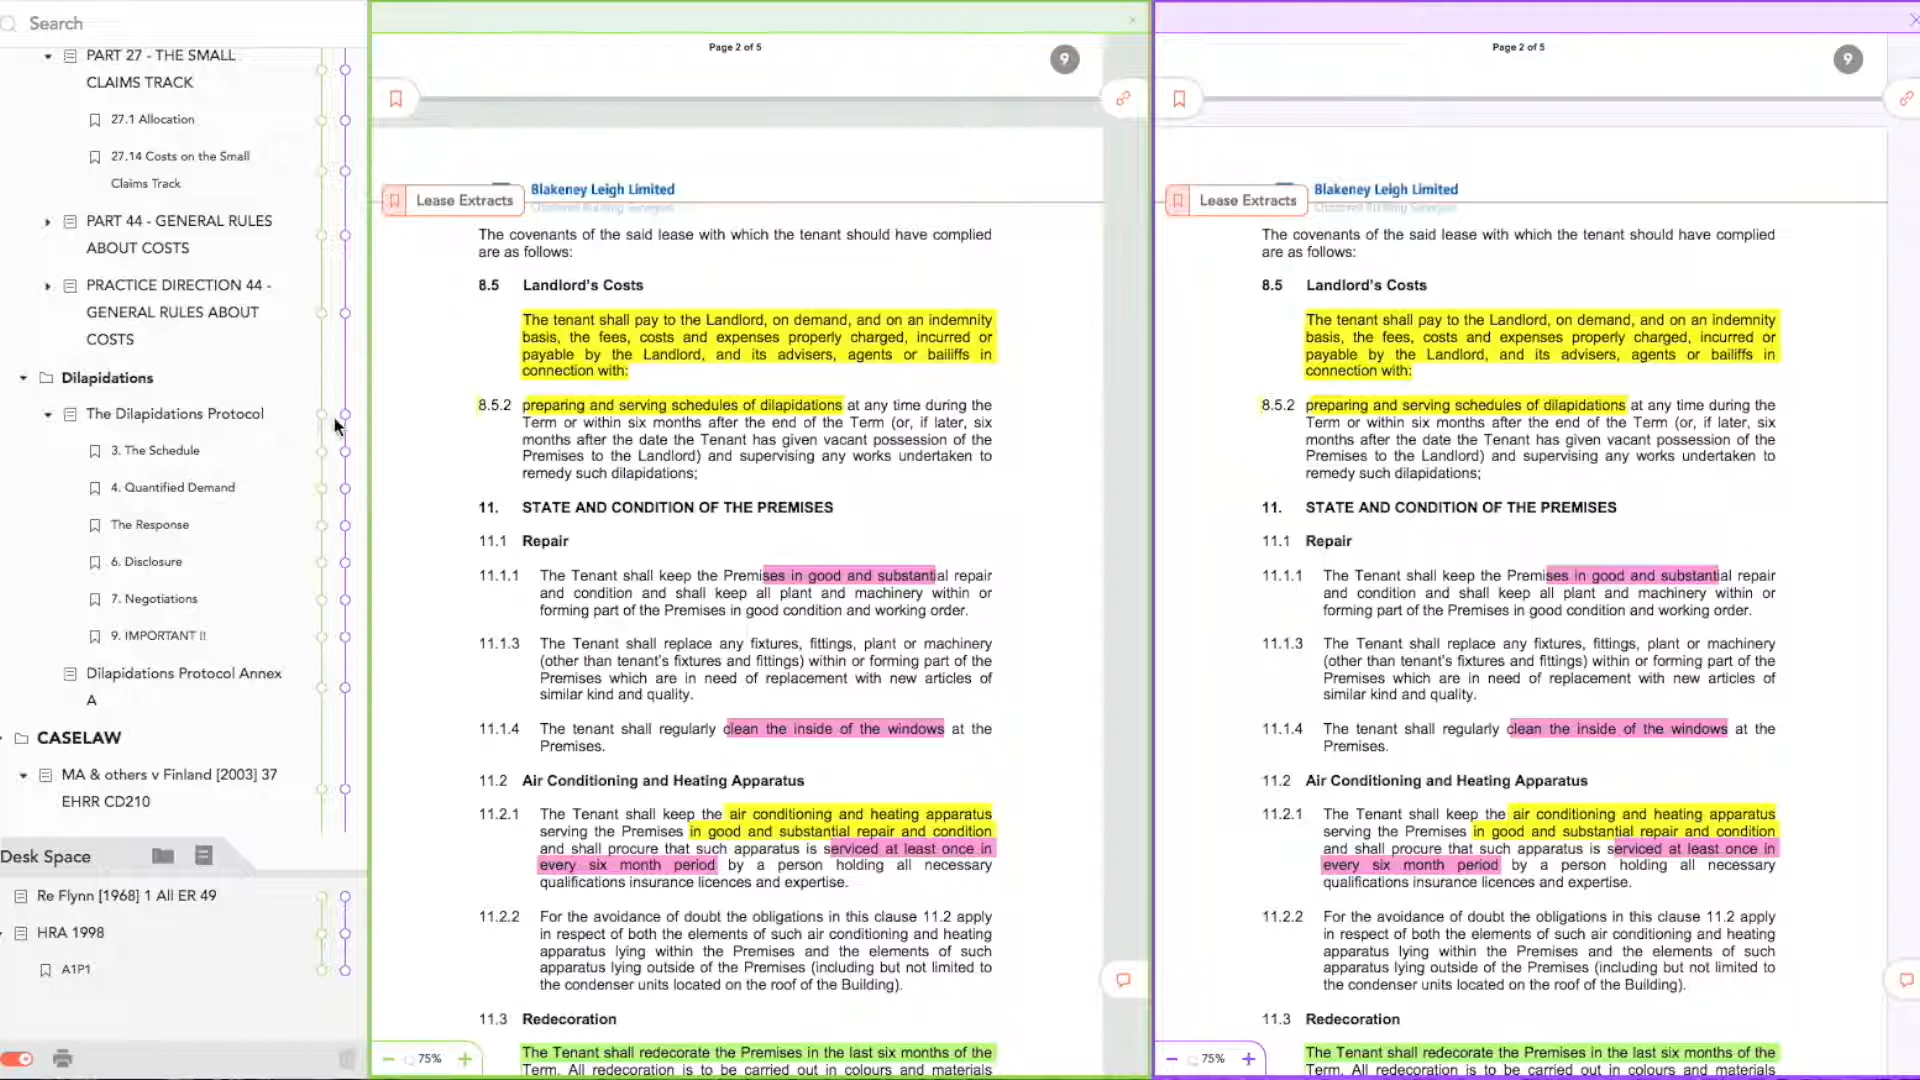 Search
PART 27 - THE SMALL
CLAIMS TRACK
27.1 Allocation
27.14 Costs on the Small
Claims Track
PART 44 - GENERAL RULES
ABOUT COSTS
PRACTICE DIRECTION 44 -
GENERAL RULES ABOUT
COSTS
Dilapidations
The Dilapidations Protocol
3. The Schedule
4. Quantified Demand
The Response
6. Disclosure
7. Negotiations
9. IMPORTANT !!
Dilapidations Protocol Annex
A
CASELAW
MA & others v Finland [2003] 37
EHRR CD210
Desk Space
Re Flynn [1968] 1 All ER 49
HRA 1998
A1P1
Page 2 of 5
9
Lease Extracts
Blakeney Leigh Limited
Chartered Building Surveyors
The covenants of the said lease with which the tenant should have complied
are as follows:
8.5 Landlord's Costs
The tenant shall pay to the Landlord, on demand, and on an indemnity
basis, the fees, costs and expenses properly charged, incurred or
payable by the Landlord, and its advisers, agents or bailiffs in
connection with:
8.5.2 preparing and serving schedules of dilapidations at any time during the
Term or within six months after the end of the Term (or, if later, six
months after the date the Tenant has given vacant possession of the
Premises to the Landlord) and supervising any works undertaken to
remedy such dilapidations;
11. STATE AND CONDITION OF THE PREMISES
11.1 Repair
11.1.1 The Tenant shall keep the Premises in good and substantial repair
and condition and shall keep all plant and machinery within or
forming part of the Premises in good condition and working order.
11.1.3 The Tenant shall replace any fixtures, fittings, plant or machinery
(other than tenant's fixtures and fittings) within or forming part of the
Premises which are in need of replacement with new articles of
similar kind and quality.
11.1.4 The tenant shall regularly clean the inside of the windows at the
Premises.
11.2 Air Conditioning and Heating Apparatus
11.2.1 The Tenant shall keep the air conditioning and heating apparatus
serving the Premises in good and substantial repair and condition
and shall procure that such apparatus is serviced at least once in
every six month period by a person holding all necessary
qualifications insurance licences and expertise.
11.2.2 For the avoidance of doubt the obligations in this clause 11.2 apply
in respect of both the elements of such air conditioning and heating
apparatus lying within the Premises and the elements of such
apparatus lying outside of the Premises (including but not limited to
the condenser units located on the roof of the Building).
11.3 Redecoration
The Tenant shall redecorate the Premises in the last six months of the
Term. All redecoration is to be carried out in colours and materials
75%
Page 2 of 5
9
Lease Extracts
Blakeney Leigh Limited
Chartered Building Surveyors
The covenants of the said lease with which the tenant should have complied
are as follows:
8.5 Landlord's Costs
The tenant shall pay to the Landlord, on demand, and on an indemnity
basis, the fees, costs and expenses properly charged, incurred or
payable by the Landlord, and its advisers, agents or bailiffs in
connection with:
8.5.2 preparing and serving schedules of dilapidations at any time during the
Term or within six months after the end of the Term (or, if later, six
months after the date the Tenant has given vacant possession of the
Premises to the Landlord) and supervising any works undertaken to
remedy such dilapidations;
11. STATE AND CONDITION OF THE PREMISES
11.1 Repair
11.1.1 The Tenant shall keep the Premises in good and substantial repair
and condition and shall keep all plant and machinery within or
forming part of the Premises in good condition and working order.
11.1.3 The Tenant shall replace any fixtures, fittings, plant or machinery
(other than tenant's fixtures and fittings) within or forming part of the
Premises which are in need of replacement with new articles of
similar kind and quality.
11.1.4 The tenant shall regularly clean the inside of the windows at the
Premises.
11.2 Air Conditioning and Heating Apparatus
11.2.1 The Tenant shall keep the air conditioning and heating apparatus
serving the Premises in good and substantial repair and condition
and shall procure that such apparatus is serviced at least once in
every six month period by a person holding all necessary
qualifications insurance licences and expertise.
11.2.2 For the avoidance of doubt the obligations in this clause 11.2 apply
in respect of both the elements of such air conditioning and heating
apparatus lying within the Premises and the elements of such
apparatus lying outside of the Premises (including but not limited to
the condenser units located on the roof of the Building).
11.3 Redecoration
The Tenant shall redecorate the Premises in the last six months of the
Term. All redecoration is to be carried out in colours and materials
75%